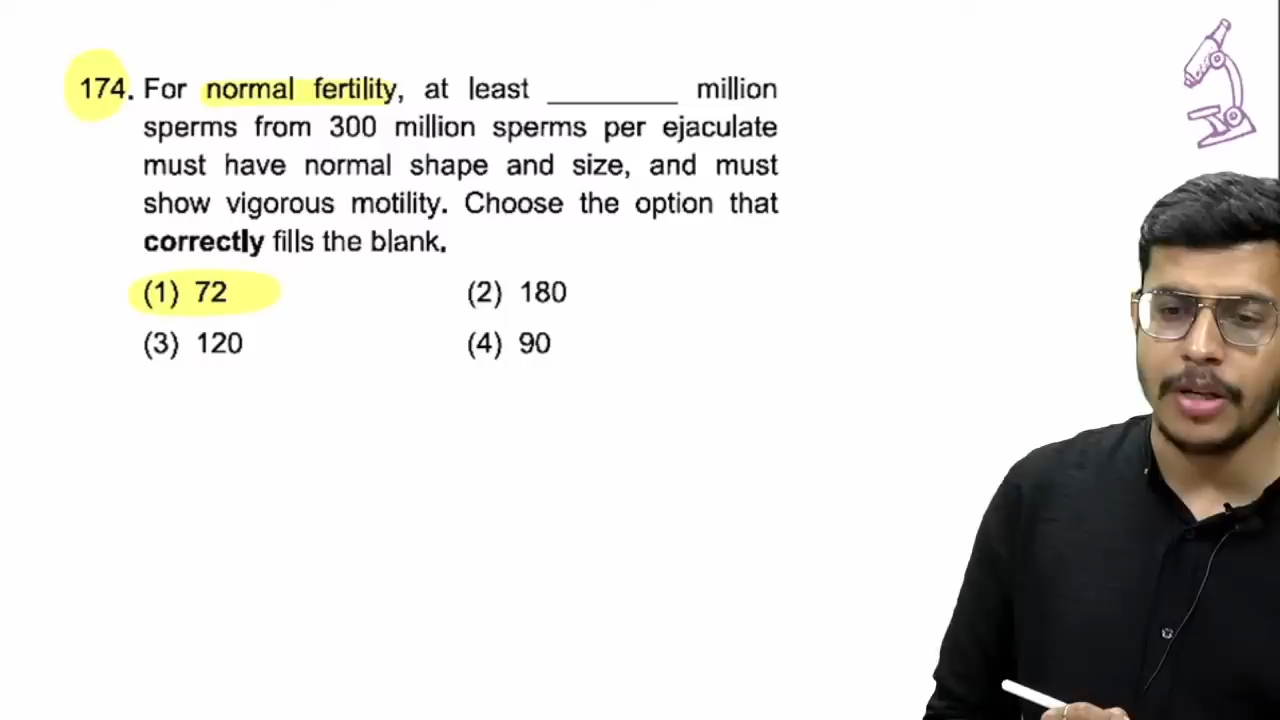 174. For normal fertility, at least _________ million
sperms from 300 million sperms per ejaculate
must have normal shape and size, and must
show vigorous motility. Choose the option that
correctly fills the blank.
(1) 72 (2) 180
(3) 120 (4) 90